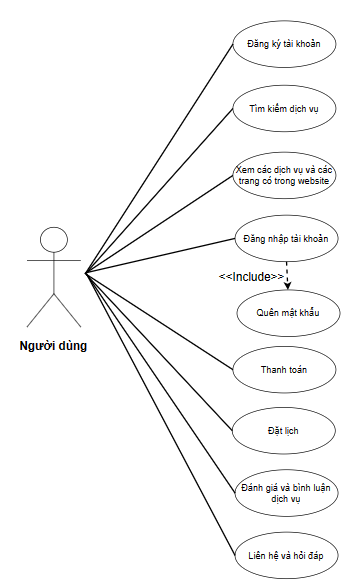 Đăng ký tài khoản
Tìm kiếm dịch vụ
Xem các dịch vụ và các
trang có trong website
Đăng nhập tài khoản
<<Include>>
Quên mật khẩu
Người dùng
Thanh toán
Đặt lịch
Đánh giá và bình luận
dịch vụ
Liên hệ và hỏi đáp